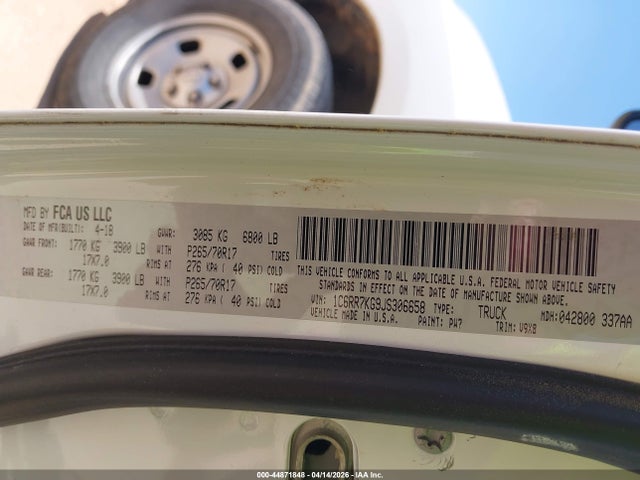 MFD BY FCA US LLC
DATE OF MFR(BUILT): 4-18 GVWR: 3085 KG 6800 LB
GAWR FRONT: 1770 KG 3900 LB WITH P265/70R17 TIRES
17X7.0 RIMS AT 276 KPA ( 40 PSI) COLD
GAWR REAR: 1770 KG 3900 LB WITH P265/70R17 TIRES
17X7.0 RIMS AT 276 KPA ( 40 PSI) COLD
THIS VEHICLE CONFORMS TO ALL APPLICABLE U.S.A. FEDERAL MOTOR VEHICLE SAFETY
STANDARDS IN EFFECT ON THE DATE OF MANUFACTURE SHOWN ABOVE.
VIN: 1C6RR7KG9JS306658 TYPE: TRUCK MDH: 042800 337AA
VEHICLE MADE IN U.S.A. PAINT: PW7 TRIM: V9X8
000-44871848 - 04/14/2026 - IAA Inc.